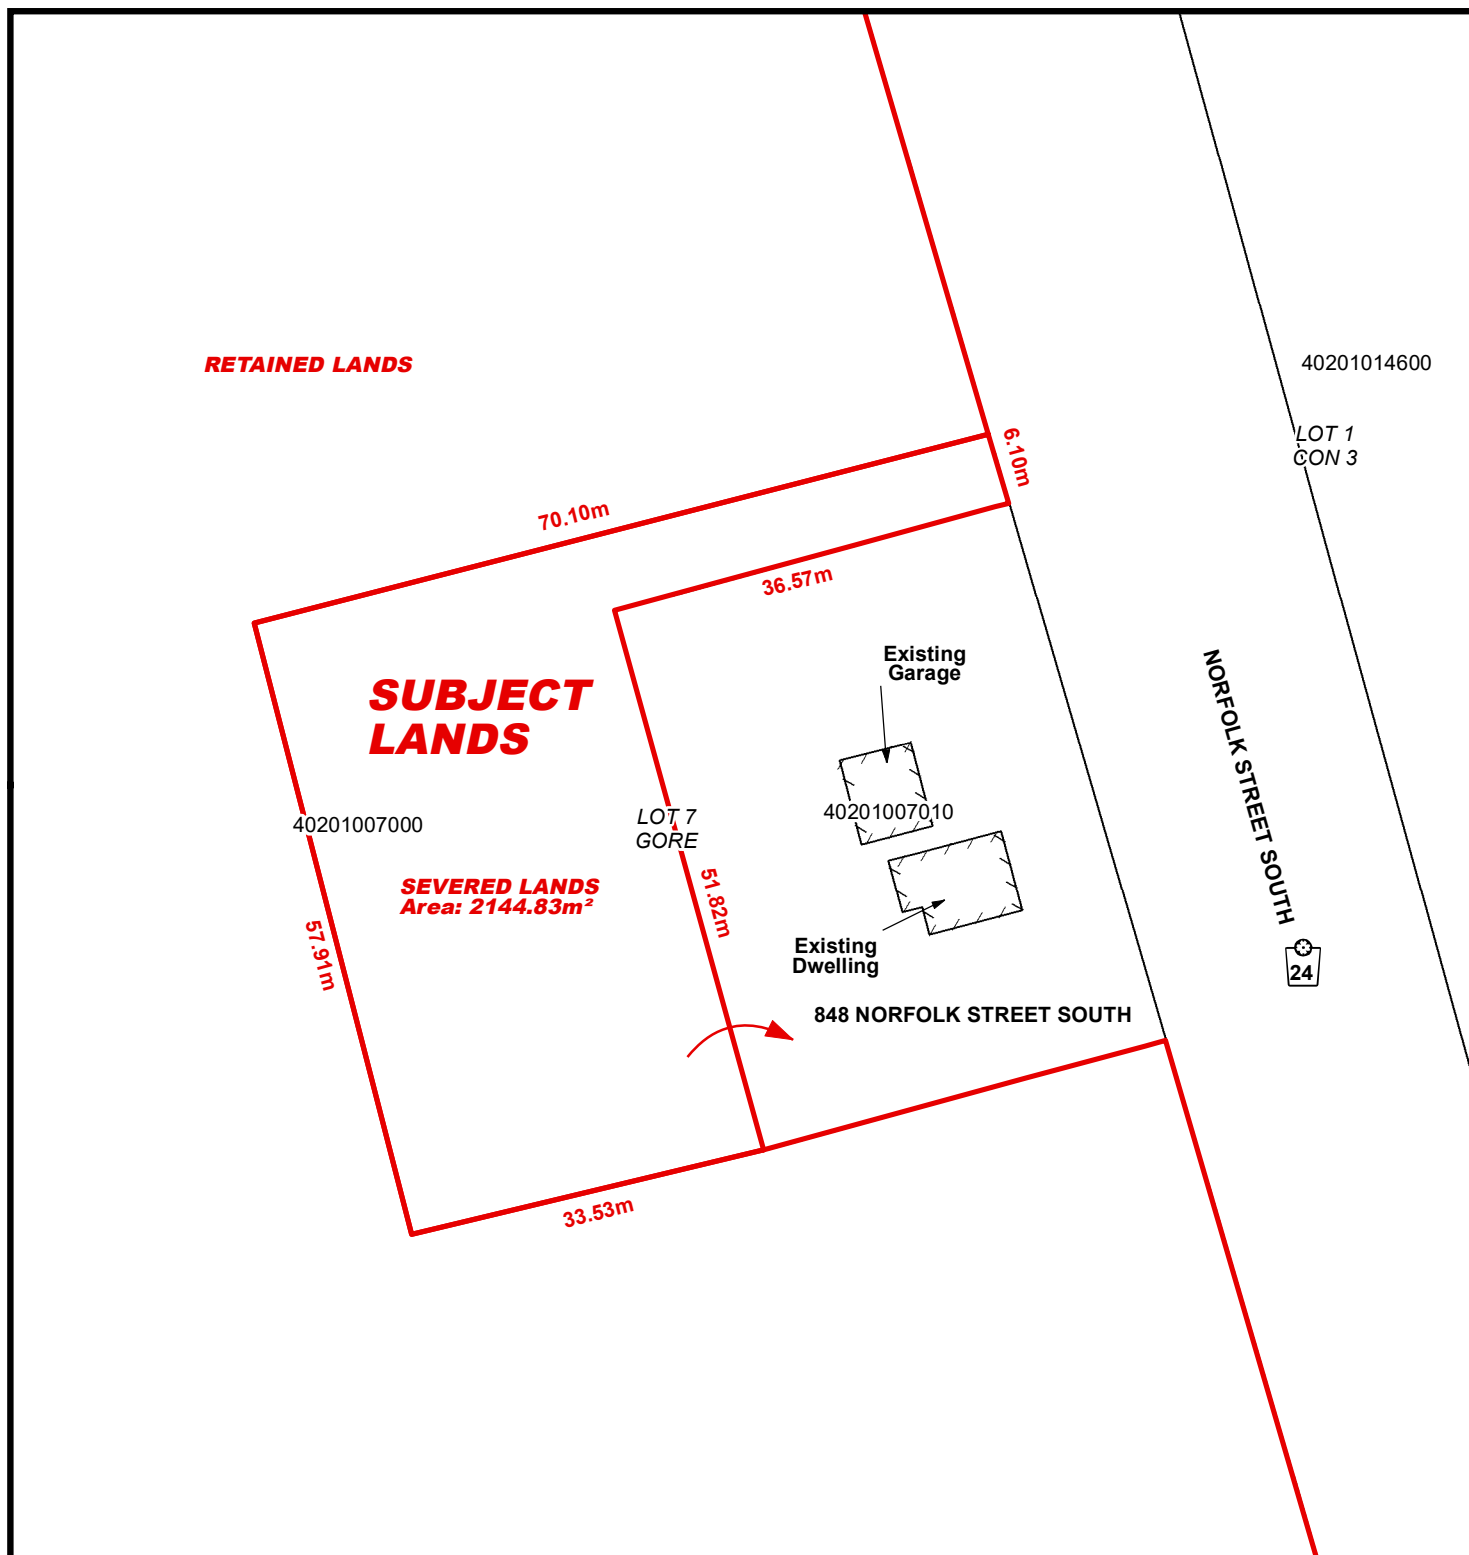 RETAINED LANDS
40201014600
LOT 1
CON 3
6.10m
70.10m
36.57m
Existing
Garage
SUBJECT
LANDS
NORFOLK STREET SOUTH
40201007000
LOT 7
GORE
40201007010
SEVERED LANDS
Area: 2144.83m²
51.82m
57.91m
Existing
Dwelling
24
848 NORFOLK STREET SOUTH
33.53m